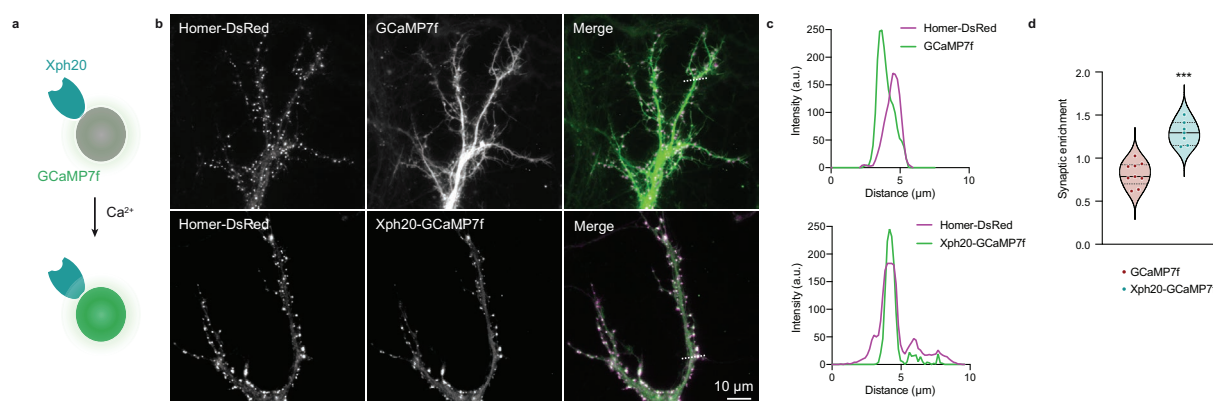 a
Xph20
GCaMP7f
Ca²⁺
b
Homer-DsRed
GCaMP7f
Merge
Homer-DsRed
Xph20-GCaMP7f
Merge
10 µm
c
Homer-DsRed
GCaMP7f
250
200
150
100
50
0
Intensity (a.u.)
0 5 10
Distance (µm)
Homer-DsRed
Xph20-GCaMP7f
250
200
150
100
50
0
Intensity (a.u.)
0 5 10
Distance (µm)
d
***
2.0
1.5
1.0
0.5
0.0
Synaptic enrichment
GCaMP7f
Xph20-GCaMP7f